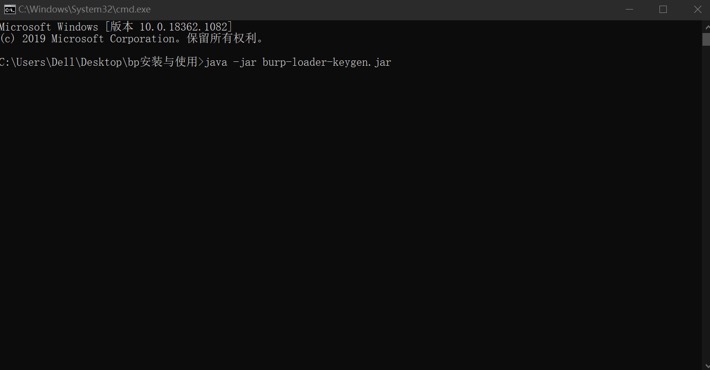 C:\Windows\System32\cmd.exe
Microsoft Windows [版本 10.0.18362.1082]
(c) 2019 Microsoft Corporation。保留所有权利。
C:\Users\Dell\Desktop\bp安装与使用>java -jar burp-loader-keygen.jar